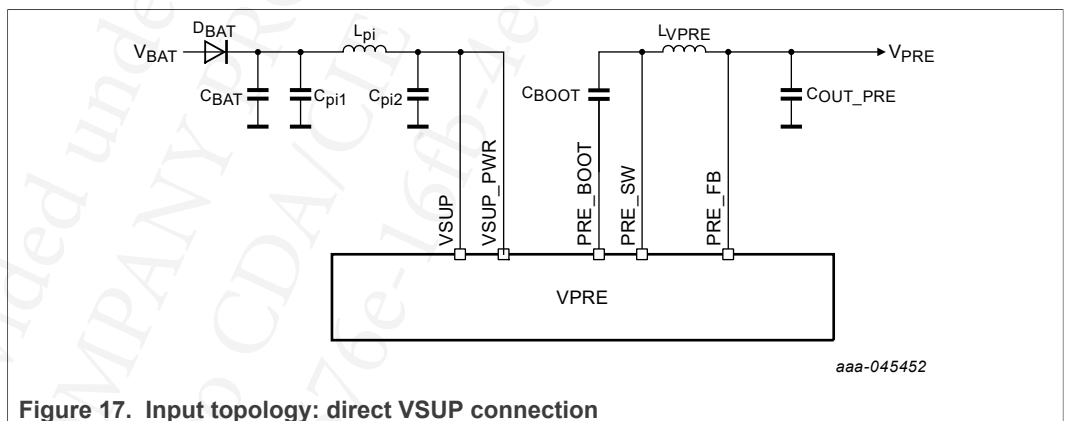 DBAT
VBAT
Lpi
LVPRE
VPRE
CBAT
Cpi1
Cpi2
CBOOT
COUT_PRE
VSUP
VSUP_PWR
PRE_BOOT
PRE_SW
PRE_FB
VPRE
aaa-045452
Figure 17. Input topology: direct VSUP connection